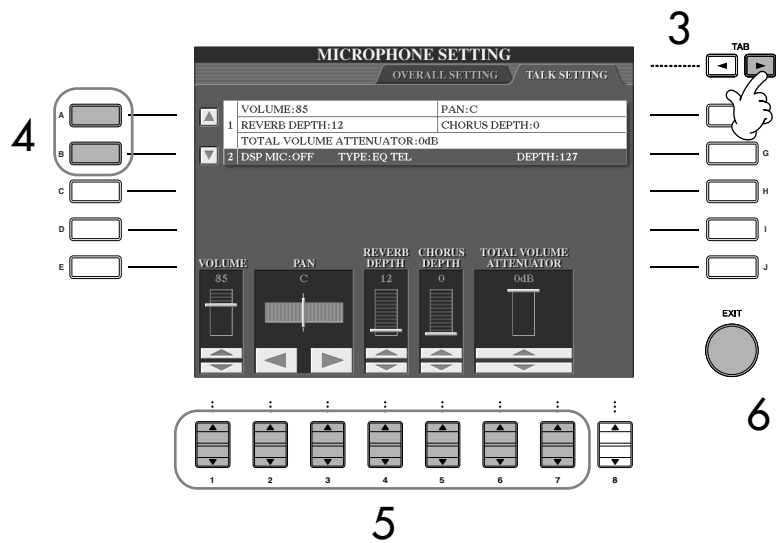 3
TAB
MICROPHONE SETTING
OVERALL SETTING
TALK SETTING
4
A
B
C
D
E
1
VOLUME:85
PAN:C
REVERB DEPTH:12
CHORUS DEPTH:0
TOTAL VOLUME ATTENUATOR:0dB
2
DSP MIC:OFF
TYPE:EQ TEL
DEPTH:127
G
H
I
J
VOLUME
PAN
REVERB
DEPTH
CHORUS
DEPTH
TOTAL VOLUME
ATTENUATOR
85
C
12
0
0dB
EXIT
6
1
2
3
4
5
6
7
8
5